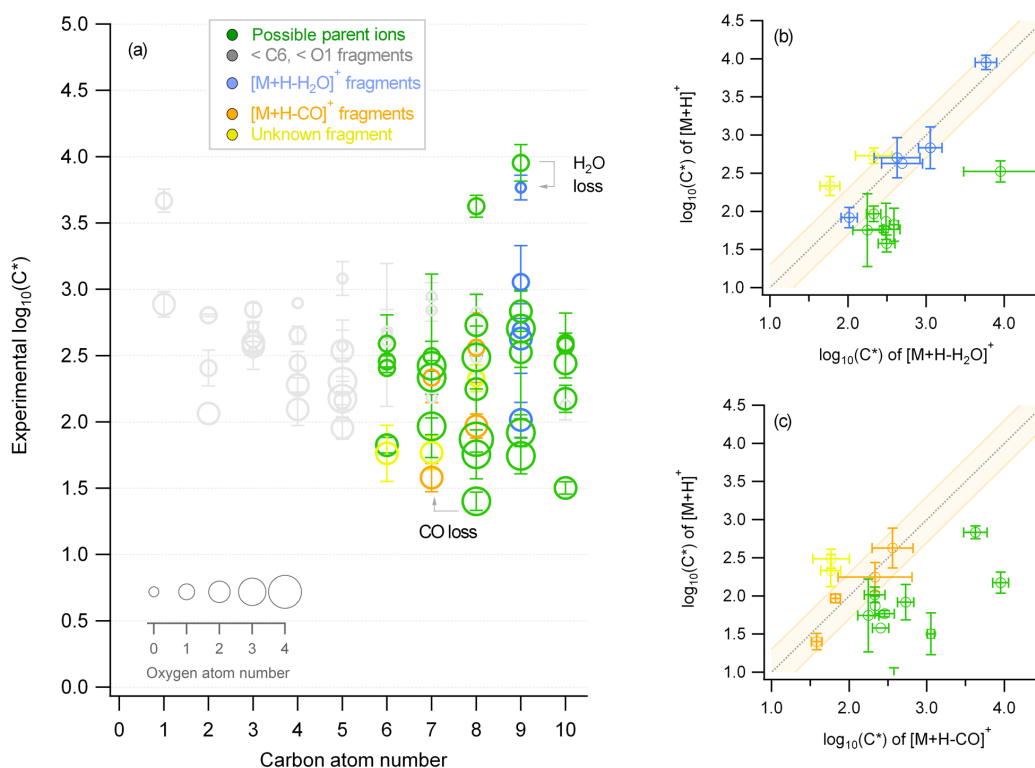 (a)
Possible parent ions
< C6, < O1 fragments
[M+H-H₂O]⁺ fragments
[M+H-CO]⁺ fragments
Unknown fragment
H₂O
loss
CO loss
Experimental log₁₀(C*)
5.0
4.5
4.0
3.5
3.0
2.5
2.0
1.5
1.0
0.5
0.0
0 1 2 3 4
Oxygen atom number
0 1 2 3 4 5 6 7 8 9 10
Carbon atom number
(b)
log₁₀(C*) of [M+H]⁺
4.5
4.0
3.5
3.0
2.5
2.0
1.5
1.0
1.0 2.0 3.0 4.0
log₁₀(C*) of [M+H-H₂O]⁺
(c)
log₁₀(C*) of [M+H]⁺
4.5
4.0
3.5
3.0
2.5
2.0
1.5
1.0
1.0 2.0 3.0 4.0
log₁₀(C*) of [M+H-CO]⁺